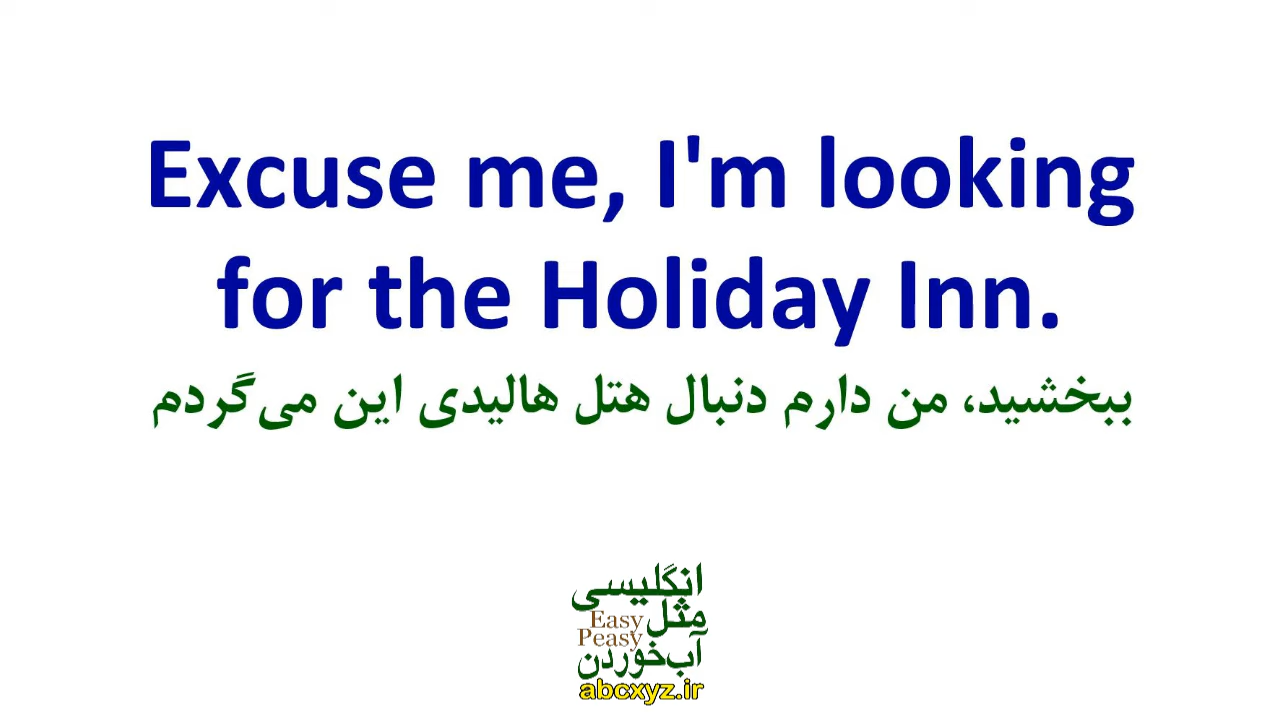 Excuse me, I'm looking
for the Holiday Inn.
ببخشید، من دارم دنبال هتل هالیدی این می‌گردم
انگلیسی
مثل
Easy
Peasy
آب‌خوردن
abcxyz.ir